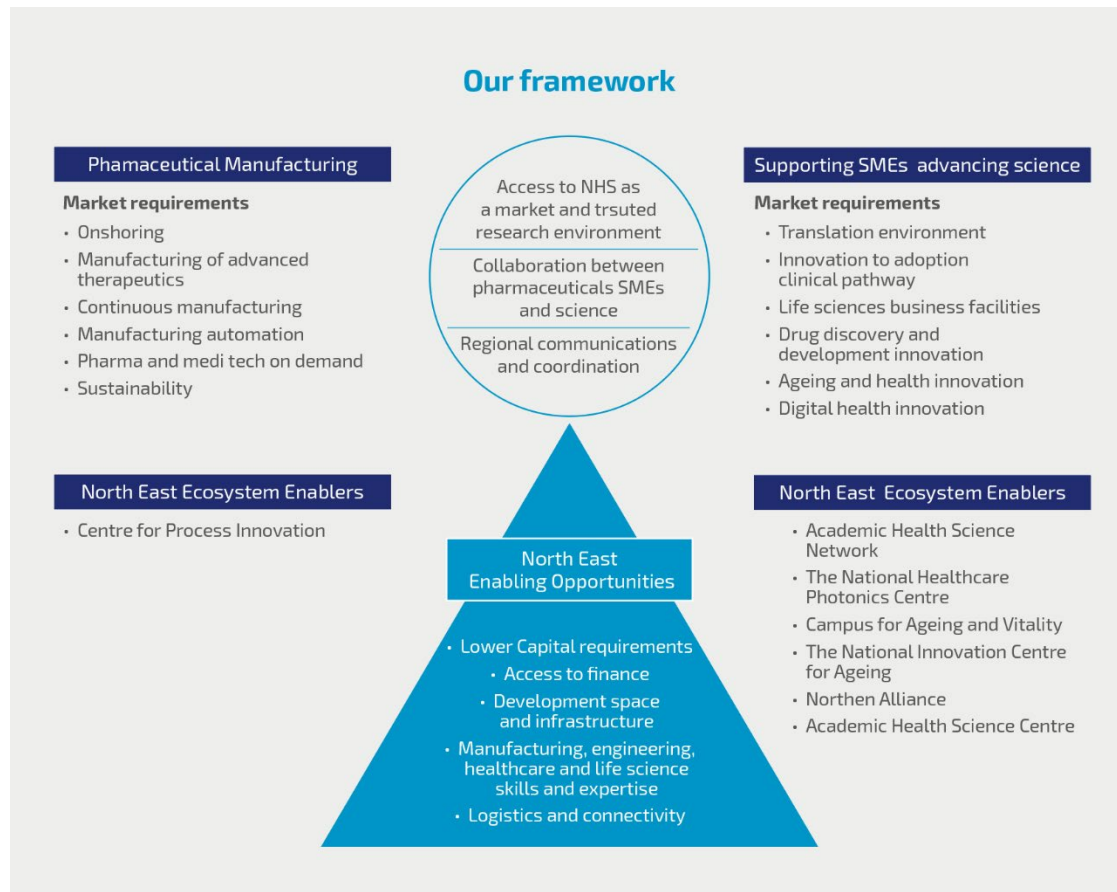 Our framework
Phamaceutical Manufacturing
Market requirements
• Onshoring
• Manufacturing of advanced
therapeutics
• Continuous manufacturing
• Manufacturing automation
• Pharma and medi tech on demand
• Sustainability
North East Ecosystem Enablers
• Centre for Process Innovation
Access to NHS as
a market and trsuted
research environment
Collaboration between
pharmaceuticals SMEs
and science
Regional communications
and coordination
North East
Enabling Opportunities
• Lower Capital requirements
• Access to finance
• Development space
and infrastructure
• Manufacturing, engineering,
healthcare and life science
skills and expertise
• Logistics and connectivity
Supporting SMEs advancing science
Market requirements
• Translation environment
• Innovation to adoption
clinical pathway
• Life sciences business facilities
• Drug discovery and
development innovation
• Ageing and health innovation
• Digital health innovation
North East Ecosystem Enablers
• Academic Health Science
Network
• The National Healthcare
Photonics Centre
• Campus for Ageing and Vitality
• The National Innovation Centre
for Ageing
• Northen Alliance
• Academic Health Science Centre